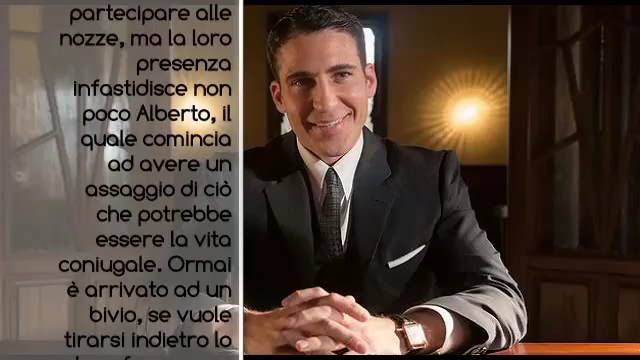 partecipare alle
nozze, ma la loro
presenza
infastidisce non
poco Alberto, il
quale comincia
ad avere un
assaggio di ciò
che potrebbe
essere la vita
coniugale. Ormai
è arrivato ad un
bivio, se vuole
tirarsi indietro lo